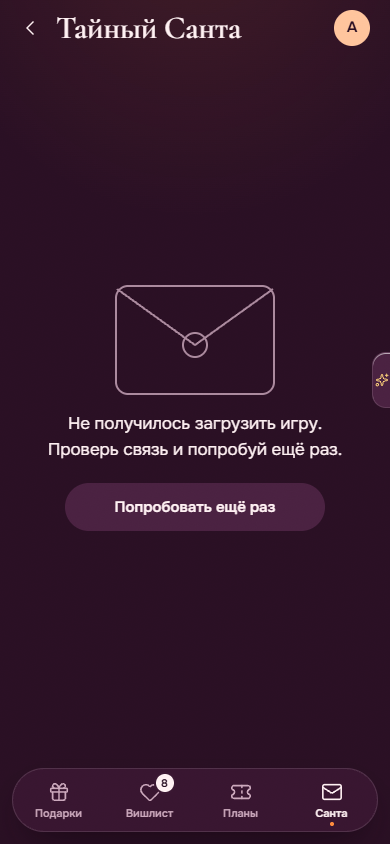 Тайный Санта
A
Не получилось загрузить игру.
Проверь связь и попробуй ещё раз.
Попробовать ещё раз
8
Подарки
Вишлист
Планы
Санта